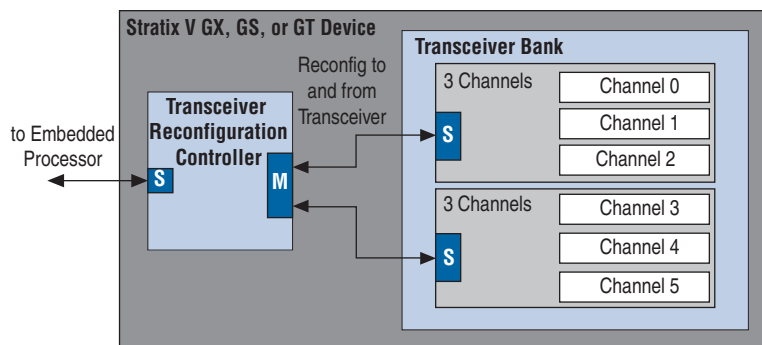 Stratix V GX, GS, or GT Device
Transceiver Bank
Reconfig to
and from
Transceiver
3 Channels
Channel 0
Channel 1
Channel 2
S
Transceiver
Reconfiguration
Controller
to Embedded
Processor
S
M
3 Channels
Channel 3
Channel 4
Channel 5
S